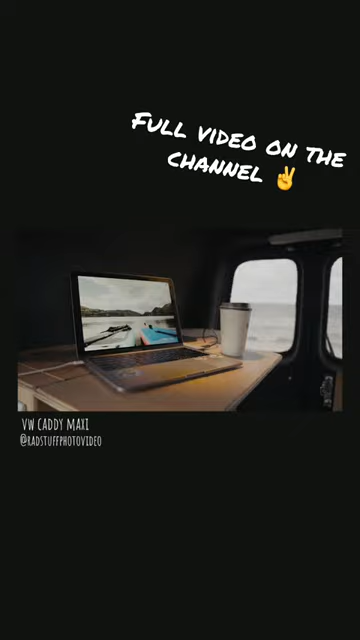 Full video on the
channel ✌️
VW CADDY MAXI
@RADSTUFFPHOTOVIDEO